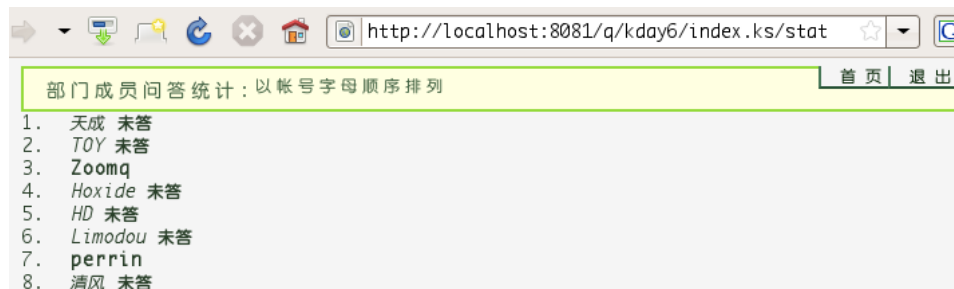 http://localhost:8081/q/kday6/index.ks/stat
首页 退出
部门成员问答统计:以帐号字母顺序排列
1. 天成 未答
2. TOY 未答
3. Zoomq
4. Hoxide 未答
5. HD 未答
6. Limodou 未答
7. perrin
8. 清风 未答